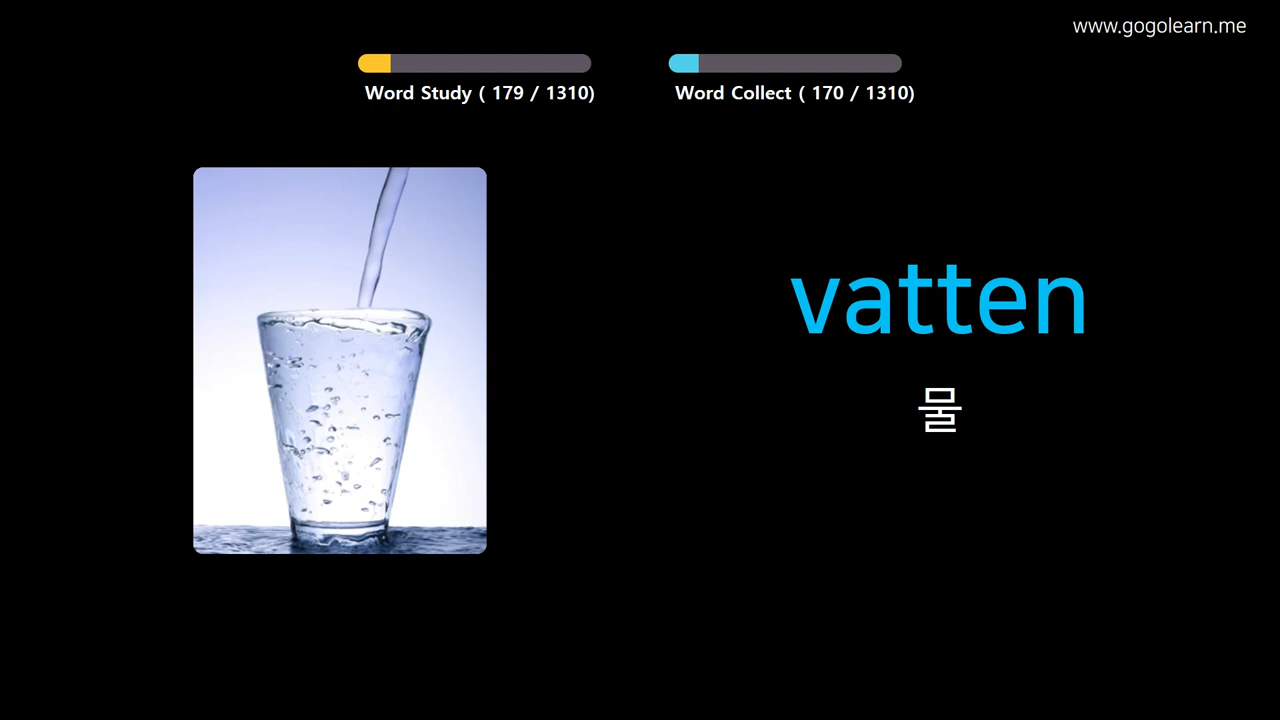 www.gogolearn.me
Word Study ( 179 / 1310)
Word Collect ( 170 / 1310)
vatten
물